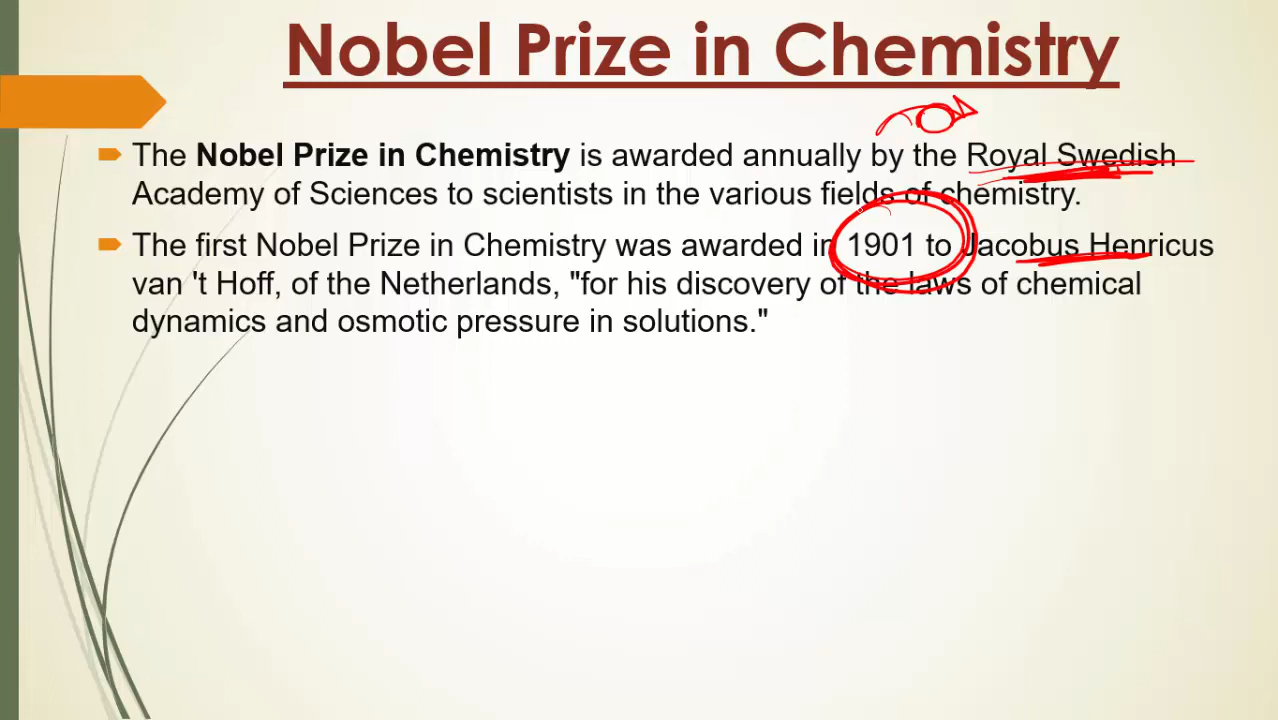 Nobel Prize in Chemistry
The Nobel Prize in Chemistry is awarded annually by the Royal Swedish
Academy of Sciences to scientists in the various fields of chemistry.
The first Nobel Prize in Chemistry was awarded in 1901 to Jacobus Henricus
van 't Hoff, of the Netherlands, "for his discovery of the laws of chemical
dynamics and osmotic pressure in solutions."